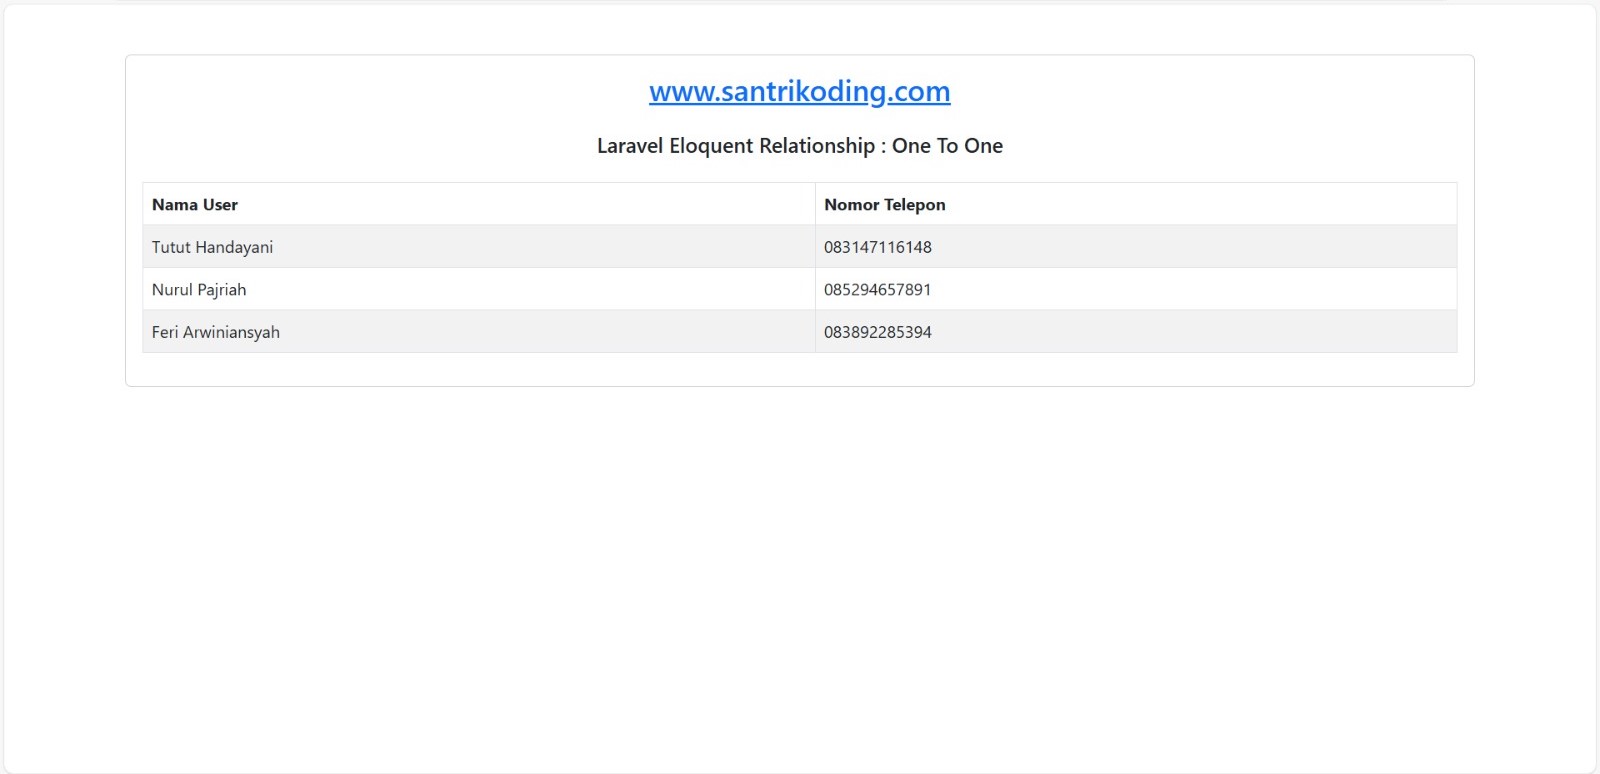 www.santrikoding.com
Laravel Eloquent Relationship : One To One
Nama User Nomor Telepon
Tutut Handayani 083147116148
Nurul Pajriah 085294657891
Feri Arwiniansyah 083892285394